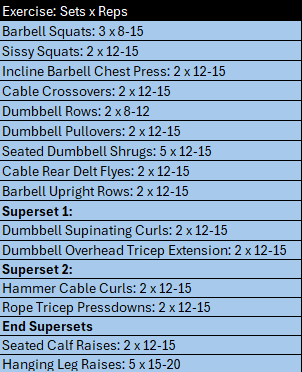 Exercise: Sets x Reps
Barbell Squats: 3 x 8-15
Sissy Squats: 2 x 12-15
Incline Barbell Chest Press: 2 x 12-15
Cable Crossovers: 2 x 12-15
Dumbbell Rows: 2 x 8-12
Dumbbell Pullovers: 2 x 12-15
Seated Dumbbell Shrugs: 5 x 12-15
Cable Rear Delt Flyes: 2 x 12-15
Barbell Upright Rows: 2 x 12-15
Superset 1:
Dumbbell Supinating Curls: 2 x 12-15
Dumbbell Overhead Tricep Extension: 2 x 12-15
Superset 2:
Hammer Cable Curls: 2 x 12-15
Rope Tricep Pressdowns: 2 x 12-15
End Supersets
Seated Calf Raises: 2 x 12-15
Hanging Leg Raises: 5 x 15-20